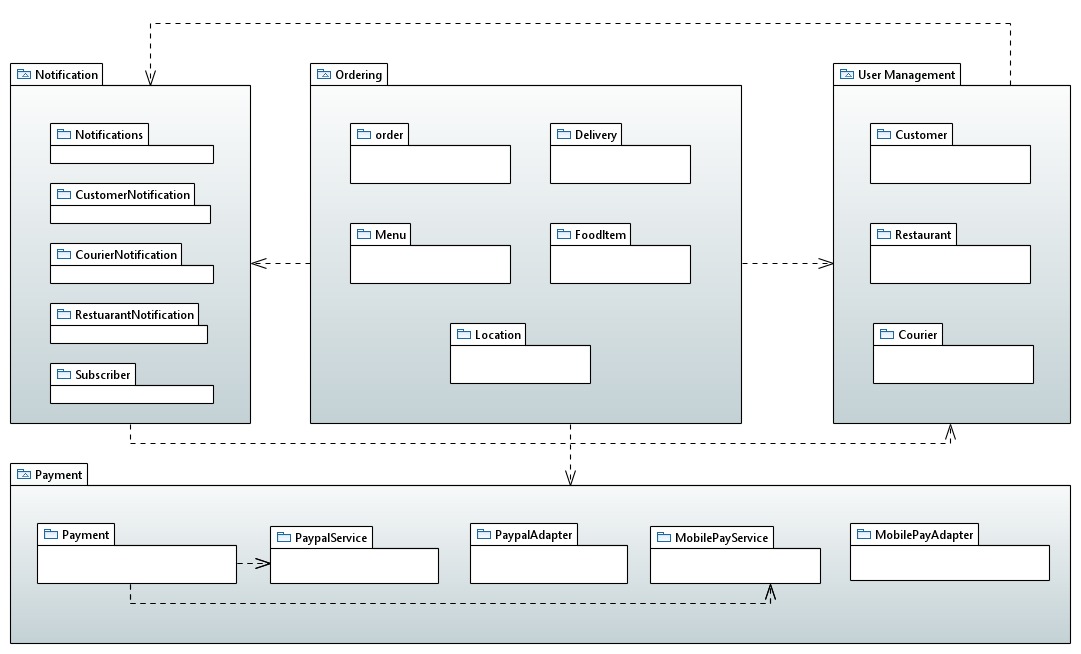 Notification
Ordering
User Management
Notifications
order
Delivery
Customer
CustomerNotification
Menu
FoodItem
Restaurant
CourierNotification
RestuarantNotification
Location
Courier
Subscriber
Payment
Payment
PaypalService
PaypalAdapter
MobilePayService
MobilePayAdapter